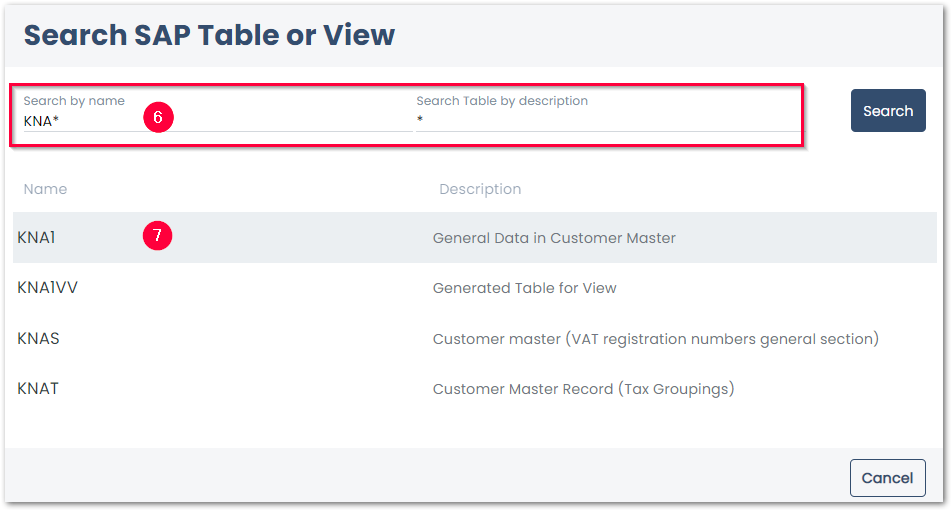 Search SAP Table or View
Search by name Search Table by description
KNA* 6 * Search
Name Description
KNA1 7 General Data in Customer Master
KNA1VV Generated Table for View
KNAS Customer master (VAT registration numbers general section)
KNAT Customer Master Record (Tax Groupings)
Cancel